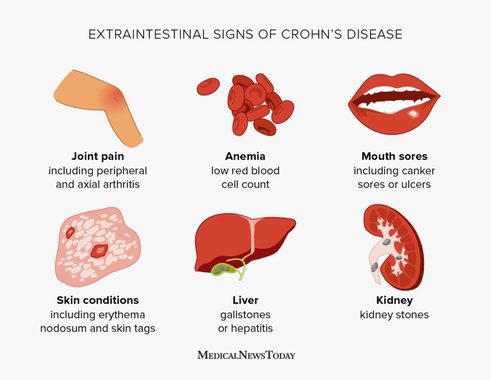 EXTRAINTESTINAL SIGNS OF CROHN'S DISEASE
Joint pain
including peripheral
and axial arthritis
Anemia
low red blood
cell count
Mouth sores
including canker
sores or ulcers
Skin conditions
including erythema
nodosum and skin tags
Liver
gallstones
or hepatitis
Kidney
kidney stones
MEDICALNEWSTODAY